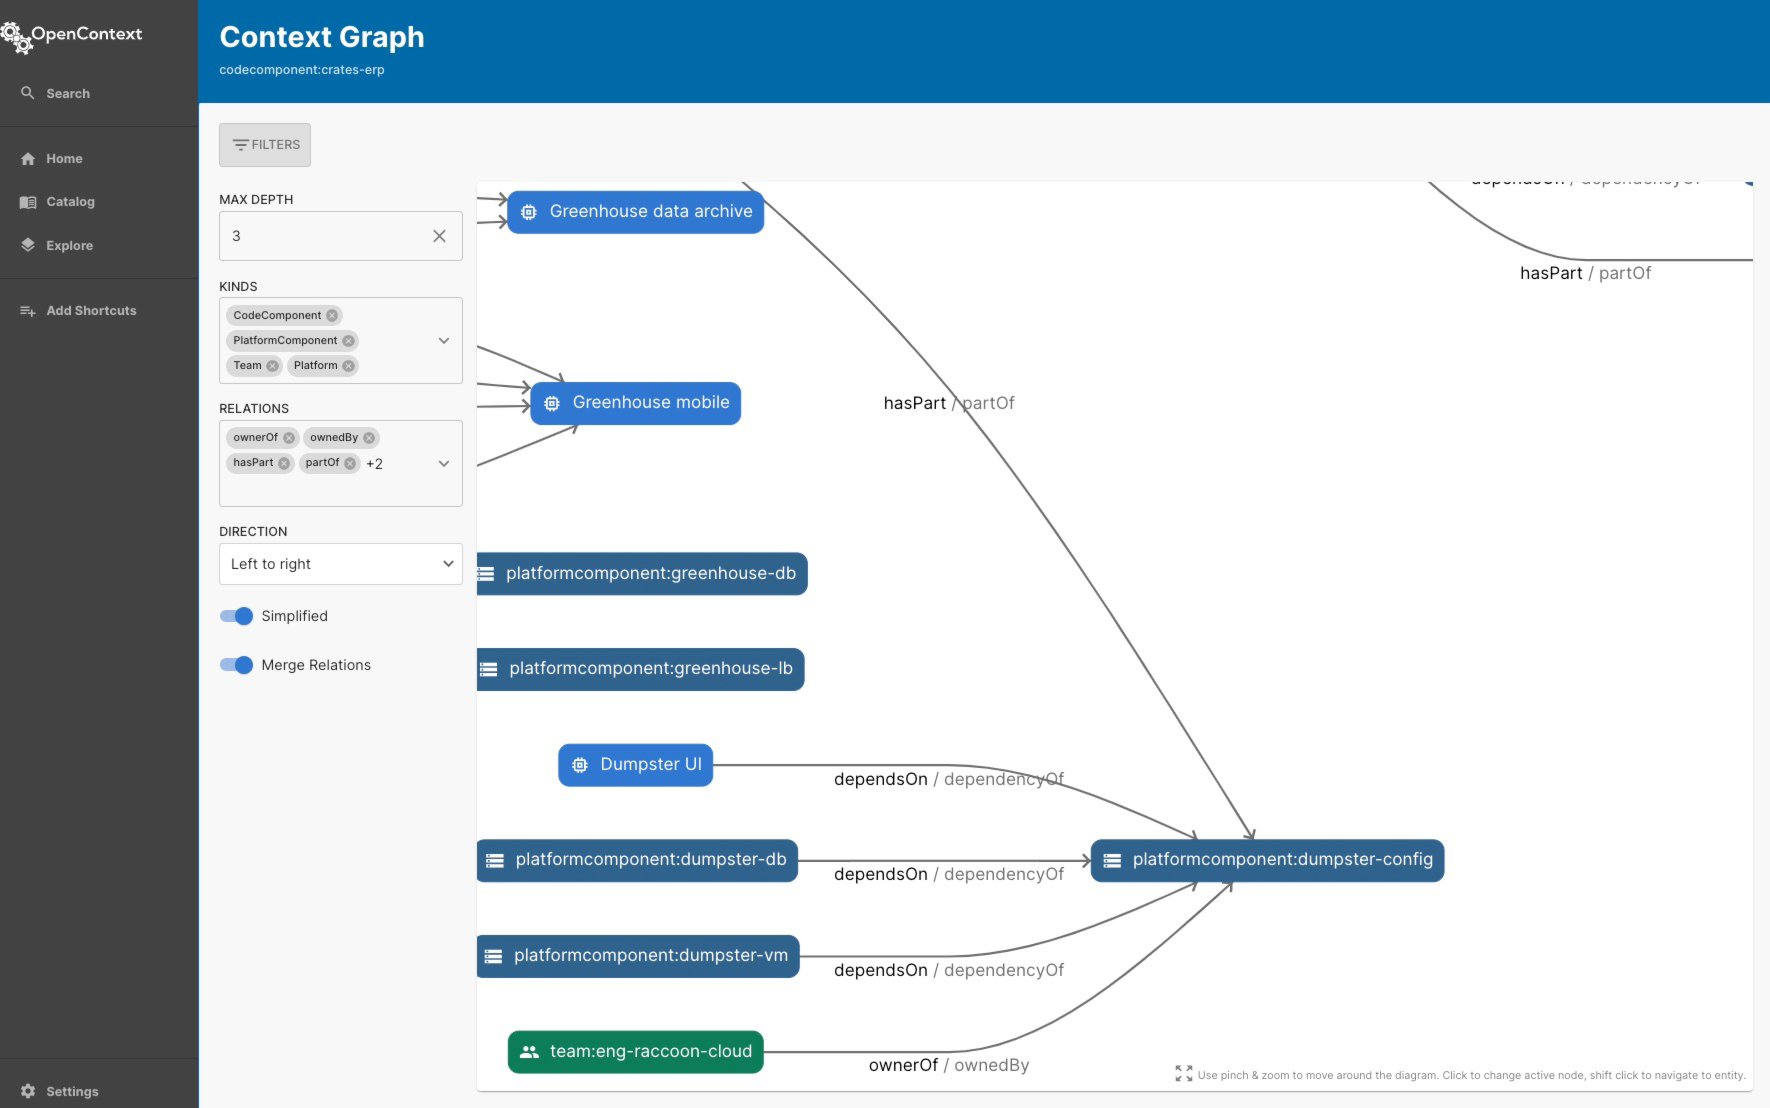 OpenContext
Search
Home
Catalog
Explore
Add Shortcuts
Settings
Context Graph
codecomponent:crates-erp
FILTERS
MAX DEPTH
3
KINDS
CodeComponent
PlatformComponent
Team Platform
RELATIONS
ownerOf ownedBy
hasPart partOf +2
DIRECTION
Left to right
Simplified
Merge Relations
dependsOn / dependencyOf
Greenhouse data archive
hasPart / partOf
Greenhouse mobile
hasPart / partOf
platformcomponent:greenhouse-db
platformcomponent:greenhouse-lb
Dumpster UI
dependsOn / dependencyOf
platformcomponent:dumpster-db
dependsOn / dependencyOf
platformcomponent:dumpster-config
platformcomponent:dumpster-vm
dependsOn / dependencyOf
team:eng-raccoon-cloud
ownerOf / ownedBy
Use pinch & zoom to move around the diagram. Click to change active node, shift click to navigate to entity.